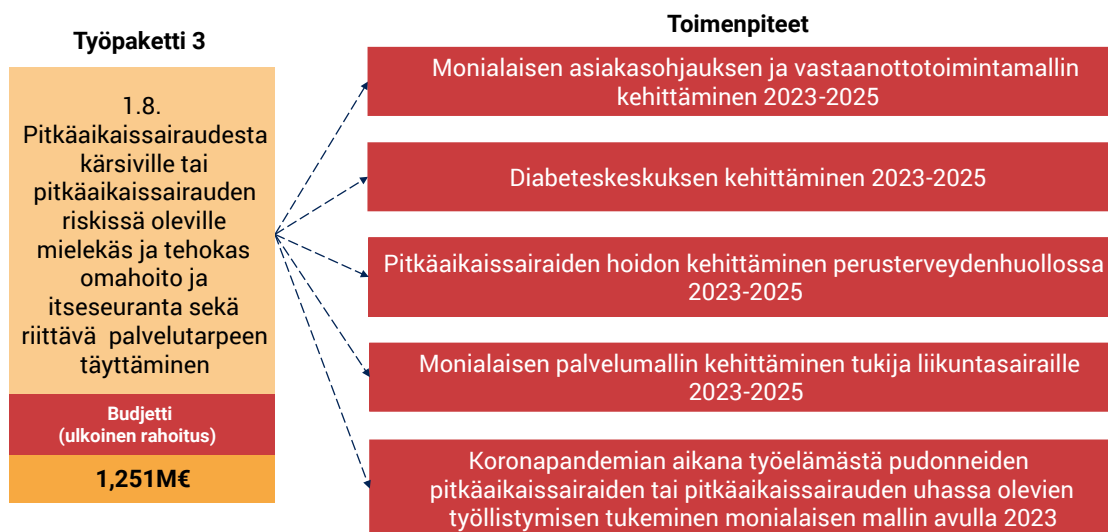 Työpaketti 3
1.8.
Pitkäaikaissairaudesta
kärsiville tai
pitkäaikaissairauden
riskissä oleville
mielekäs ja tehokas
omahoito ja
itseseuranta sekä
riittävä palvelutarpeen
täyttäminen
Budjetti
(ulkoinen rahoitus)
1,251M€
Toimenpiteet
Monialaisen asiakasohjauksen ja vastaanottotoimintamallin
kehittäminen 2023-2025
Diabeteskeskuksen kehittäminen 2023-2025
Pitkäaikaissairaiden hoidon kehittäminen perusterveydenhuollossa
2023-2025
Monialaisen palvelumallin kehittäminen tukija liikuntasairaille
2023-2025
Koronapandemian aikana työelämästä pudonneiden
pitkäaikaissairaiden tai pitkäaikaissairauden uhassa olevien
työllistymisen tukeminen monialaisen mallin avulla 2023